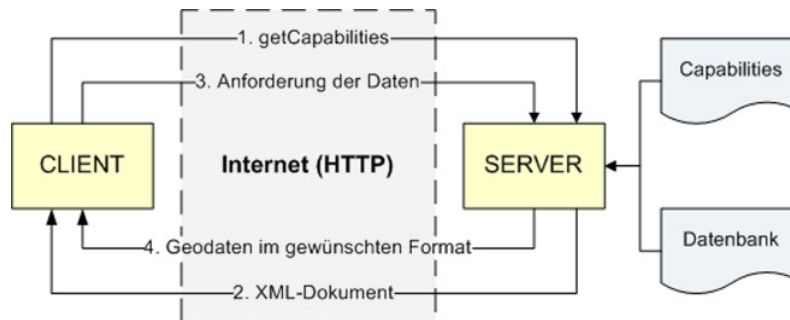 1. getCapabilities
3. Anforderung der Daten
Capabilities
CLIENT
Internet (HTTP)
SERVER
4. Geodaten im gewünschten Format
Datenbank
2. XML-Dokument